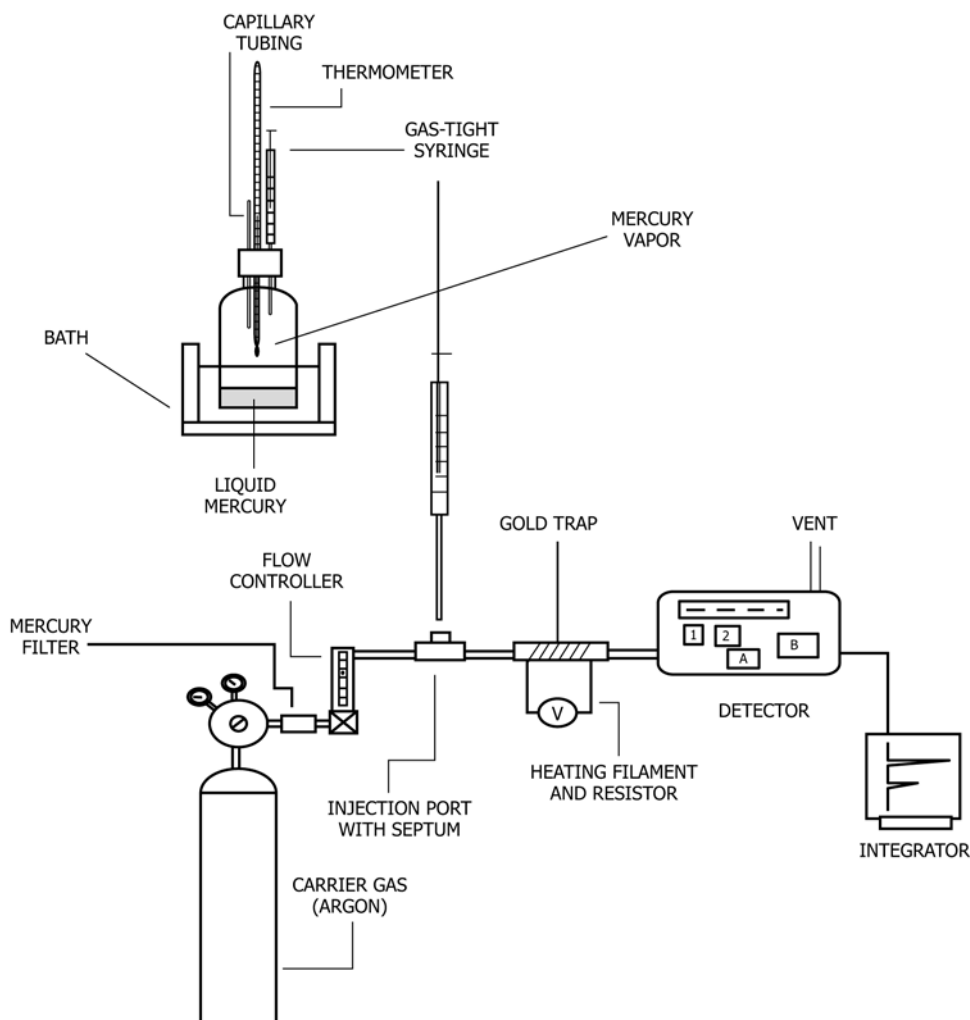 CAPILLARY
TUBING
THERMOMETER
GAS-TIGHT
SYRINGE
MERCURY
VAPOR
BATH
LIQUID
MERCURY
GOLD TRAP
VENT
FLOW
CONTROLLER
MERCURY
FILTER
1
2
A
B
V
DETECTOR
HEATING FILAMENT
AND RESISTOR
INJECTION PORT
WITH SEPTUM
INTEGRATOR
CARRIER GAS
(ARGON)